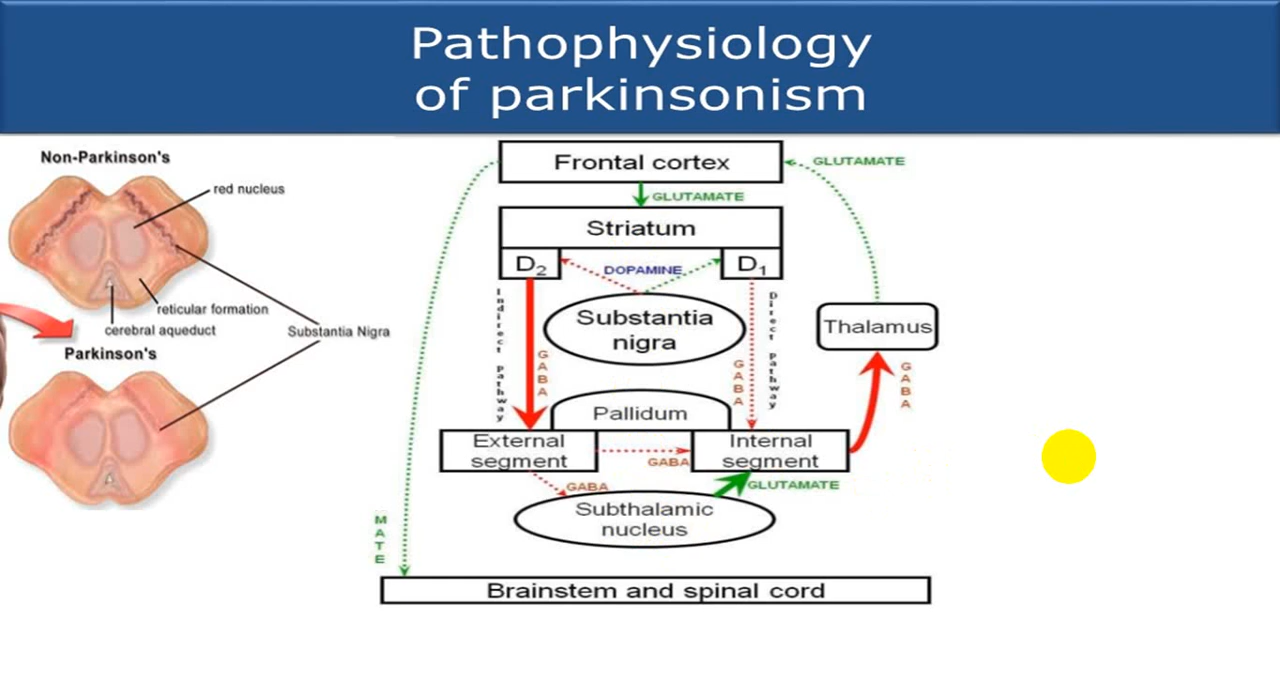 Pathophysiology
of parkinsonism
Non-Parkinson's
red nucleus
reticular formation
cerebral aqueduct
Substantia Nigra
Parkinson's
Frontal cortex
GLUTAMATE
GLUTAMATE
Striatum
D2
DOPAMINE
D1
Indirect pathway
Direct pathway
Substantia
nigra
Thalamus
GABA
GABA
GABA
Pallidum
External
segment
Internal
segment
GABA
GABA
GLUTAMATE
Subthalamic
nucleus
MATE
Brainstem and spinal cord